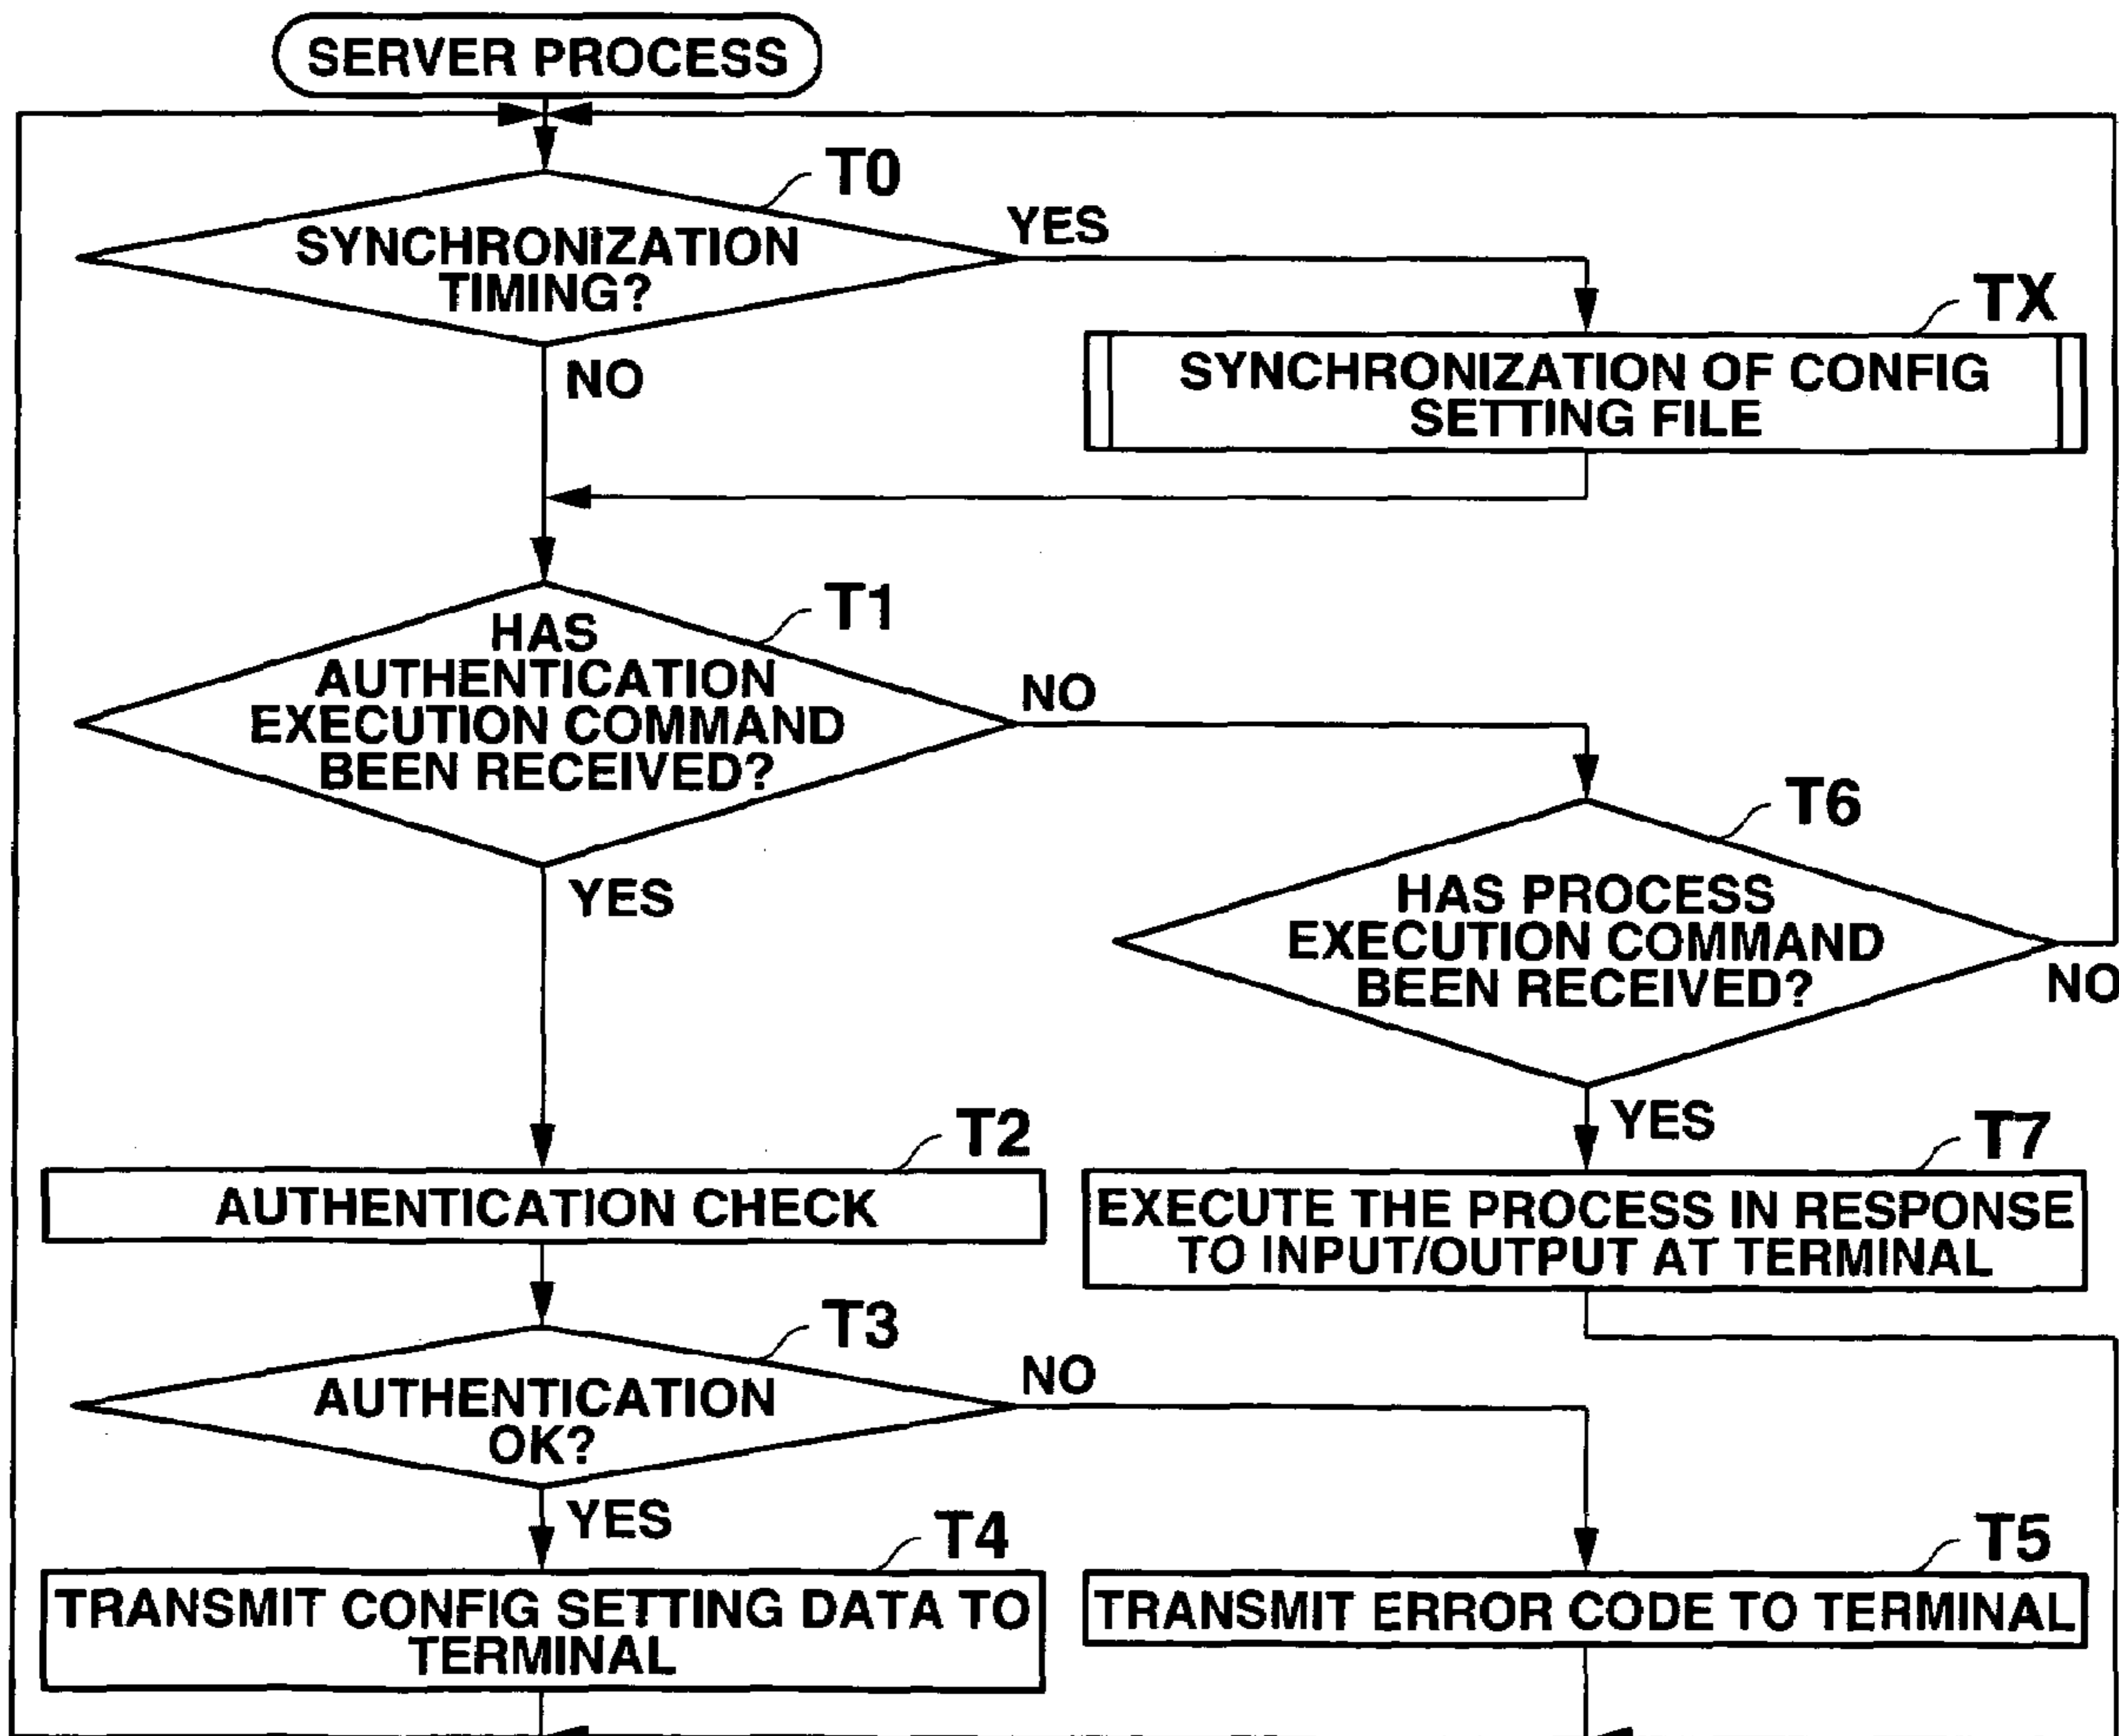 SERVER PROCESS
T0
SYNCHRONIZATION
TIMING?
YES
NO
TX
SYNCHRONIZATION OF CONFIG
SETTING FILE
T1
HAS
AUTHENTICATION
EXECUTION COMMAND
BEEN RECEIVED?
NO
YES
T6
HAS PROCESS
EXECUTION COMMAND
BEEN RECEIVED?
NO
YES
T2
AUTHENTICATION CHECK
T7
EXECUTE THE PROCESS IN RESPONSE
TO INPUT/OUTPUT AT TERMINAL
T3
AUTHENTICATION
OK?
NO
YES
T4
TRANSMIT CONFIG SETTING DATA TO
TERMINAL
T5
TRANSMIT ERROR CODE TO TERMINAL